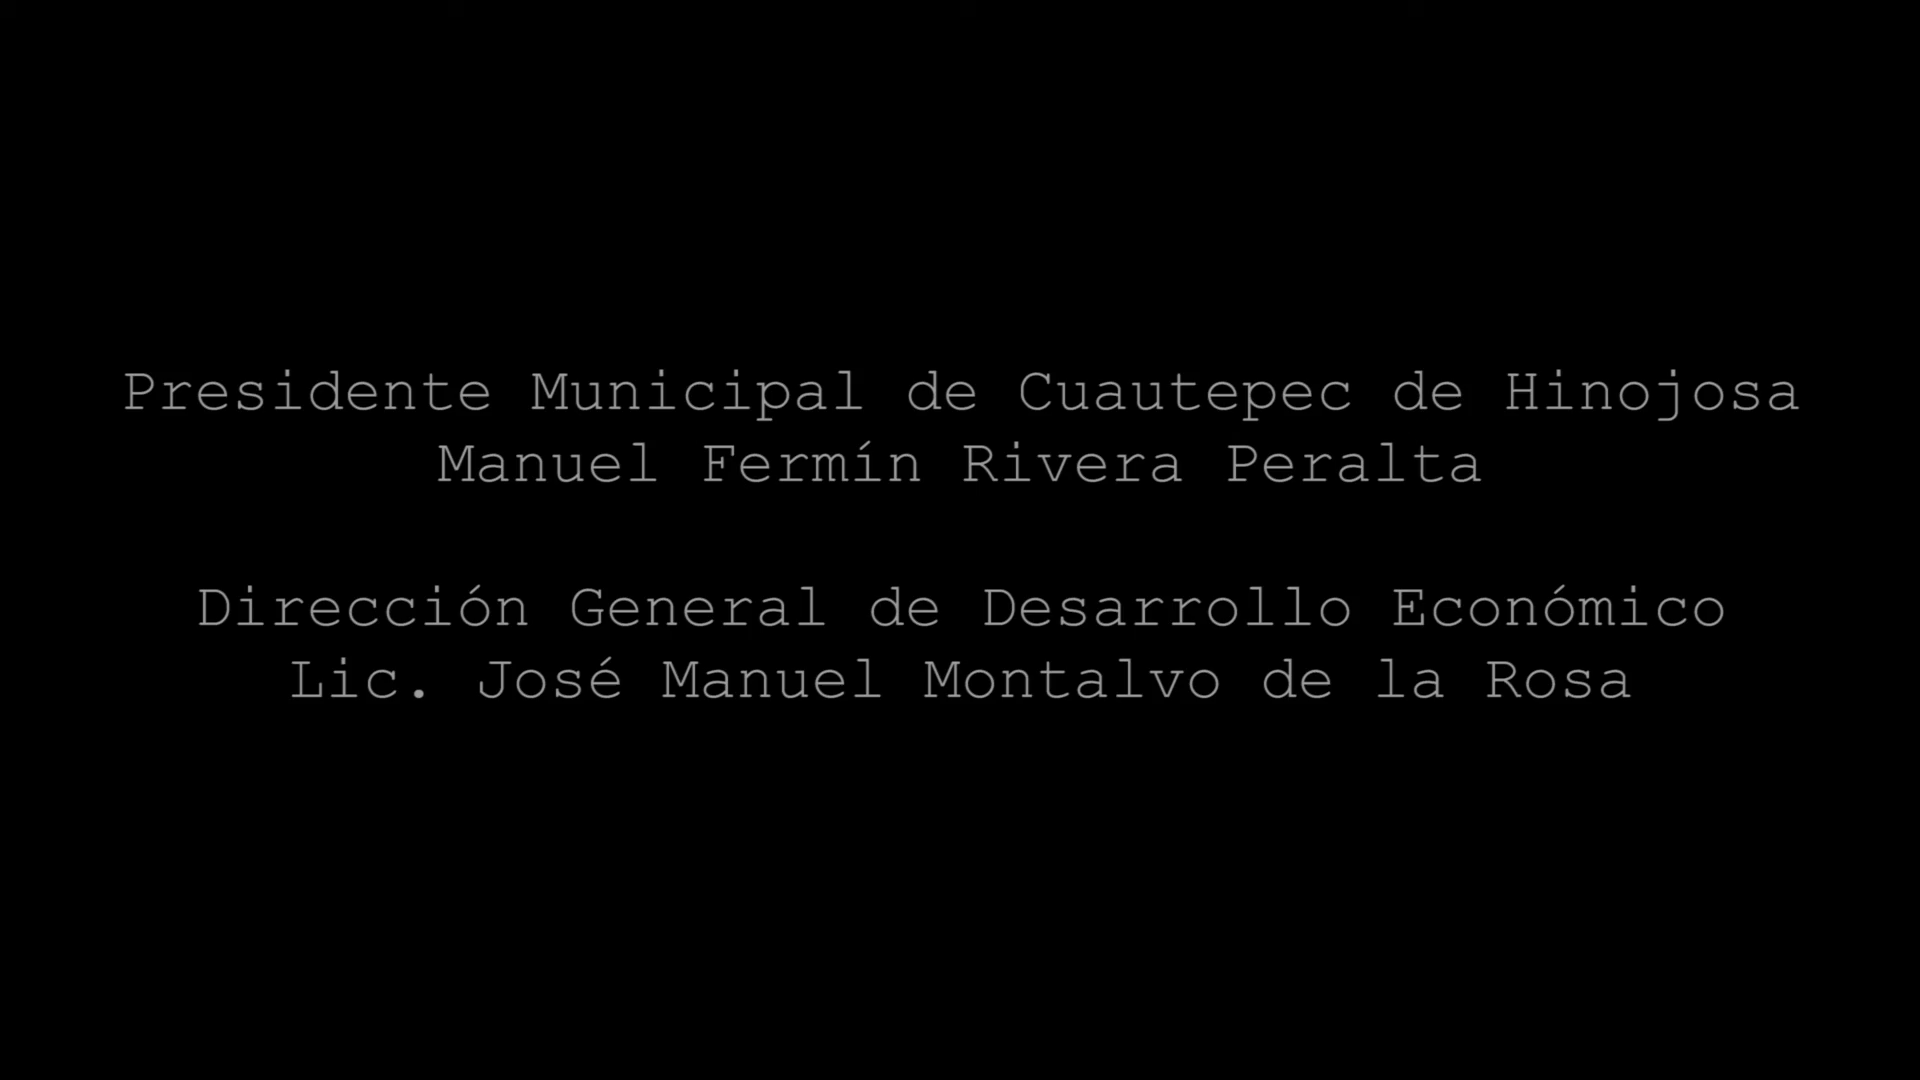 Presidente Municipal de Cuautepec de Hinojosa
Manuel Fermín Rivera Peralta
Dirección General de Desarrollo Económico
Lic. José Manuel Montalvo de la Rosa